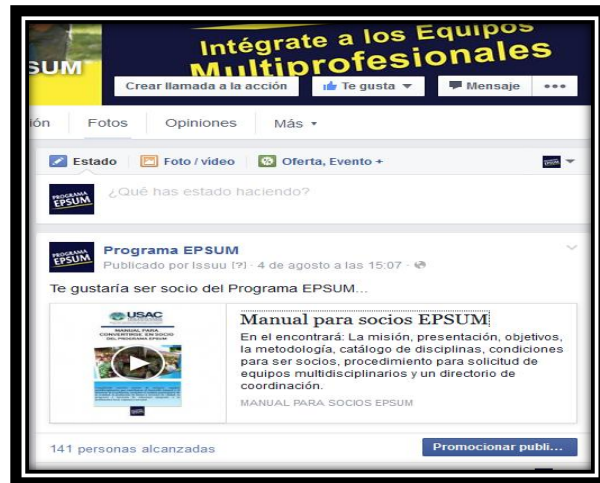 Intégrate a los Equipos
SUM
Multiprofesionales
Crear llamada a la acción
Te gusta
Mensaje
ión Fotos Opiniones Más
Estado Foto / video Oferta, Evento +
PROGRAMA
EPSUM
¿Qué has estado haciendo?
PROGRAMA
EPSUM
Programa EPSUM
Publicado por Issuu [?] · 4 de agosto a las 15:07 ·
Te gustaría ser socio del Programa EPSUM...
USAC
MANUAL PARA
CONVERTIRSE EN SOCIO
DEL PROGRAMA EPSUM
Manual para socios EPSUM
En el encontrará: La misión, presentación, objetivos,
la metodología, catálogo de disciplinas, condiciones
para ser socios, procedimiento para solicitud de
equipos multidisciplinarios y un directorio de
coordinación.
MANUAL PARA SOCIOS EPSUM
141 personas alcanzadas
Promocionar publi...